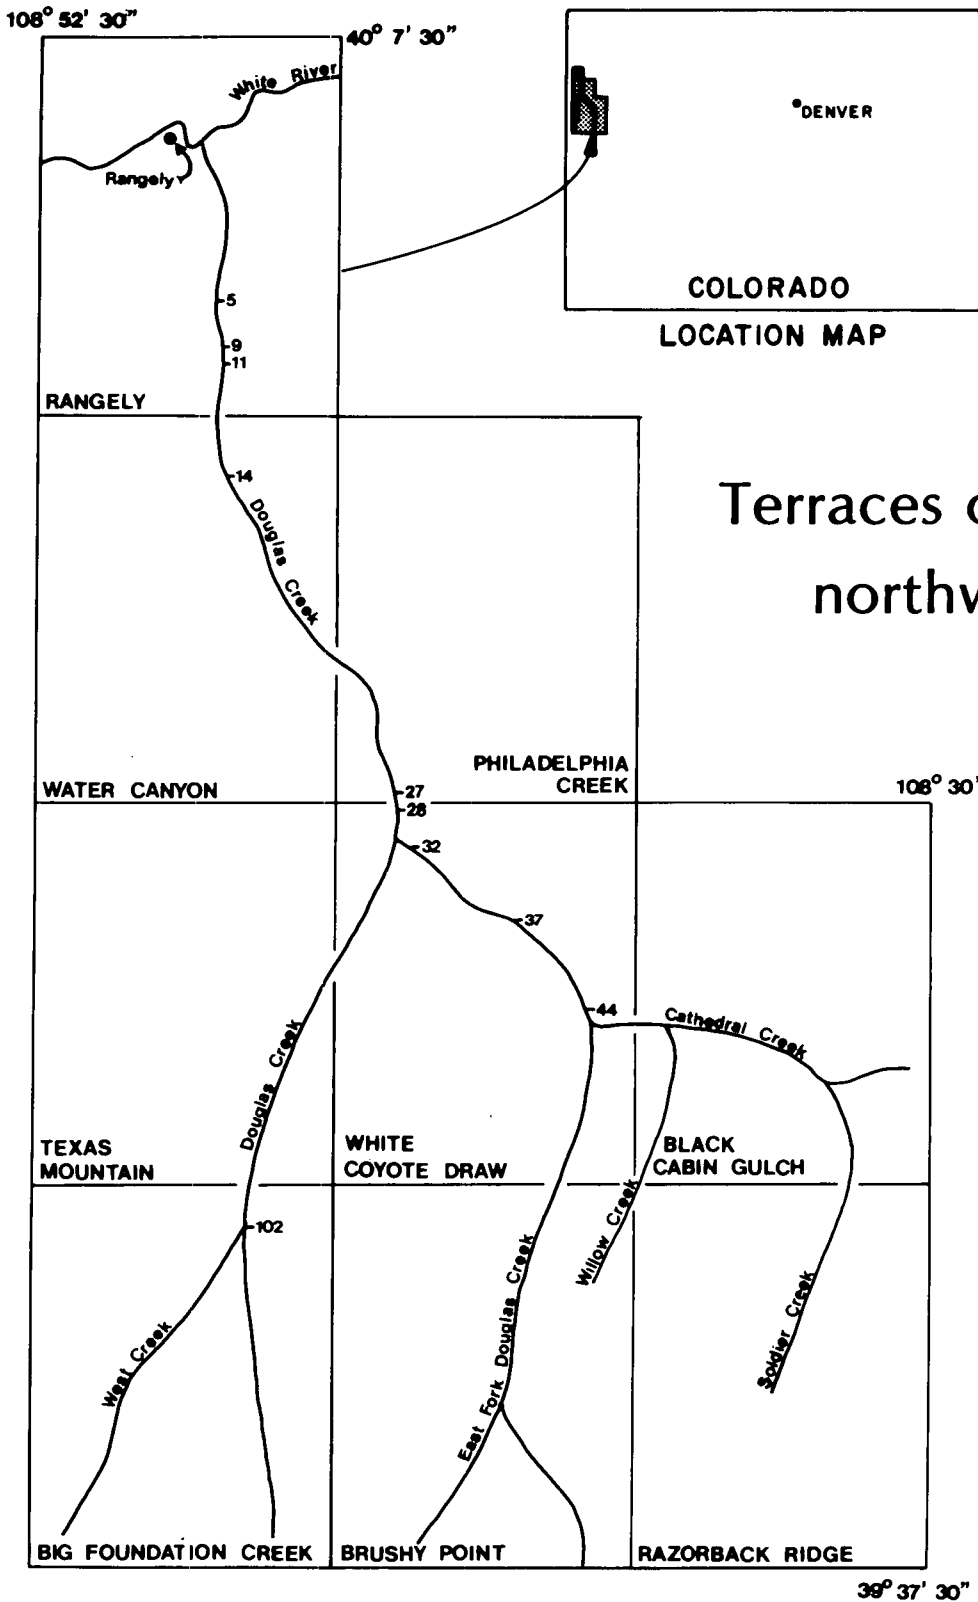 108° 52' 30"
40° 7' 30"
White River
Rangely
DENVER
COLORADO
LOCATION MAP
5
9
11
RANGELY
14
Douglas Creek
Terraces
northw
PHILADELPHIA
CREEK
WATER CANYON
27
28
108° 30'
32
37
44
Cathedral Creek
Douglas Creek
TEXAS
MOUNTAIN
WHITE
COYOTE DRAW
BLACK
CABIN GULCH
Willow Creek
102
East Fork Douglas Creek
Soldier Creek
West Creek
BIG FOUNDATION CREEK
BRUSHY POINT
RAZORBACK RIDGE
39° 37' 30"